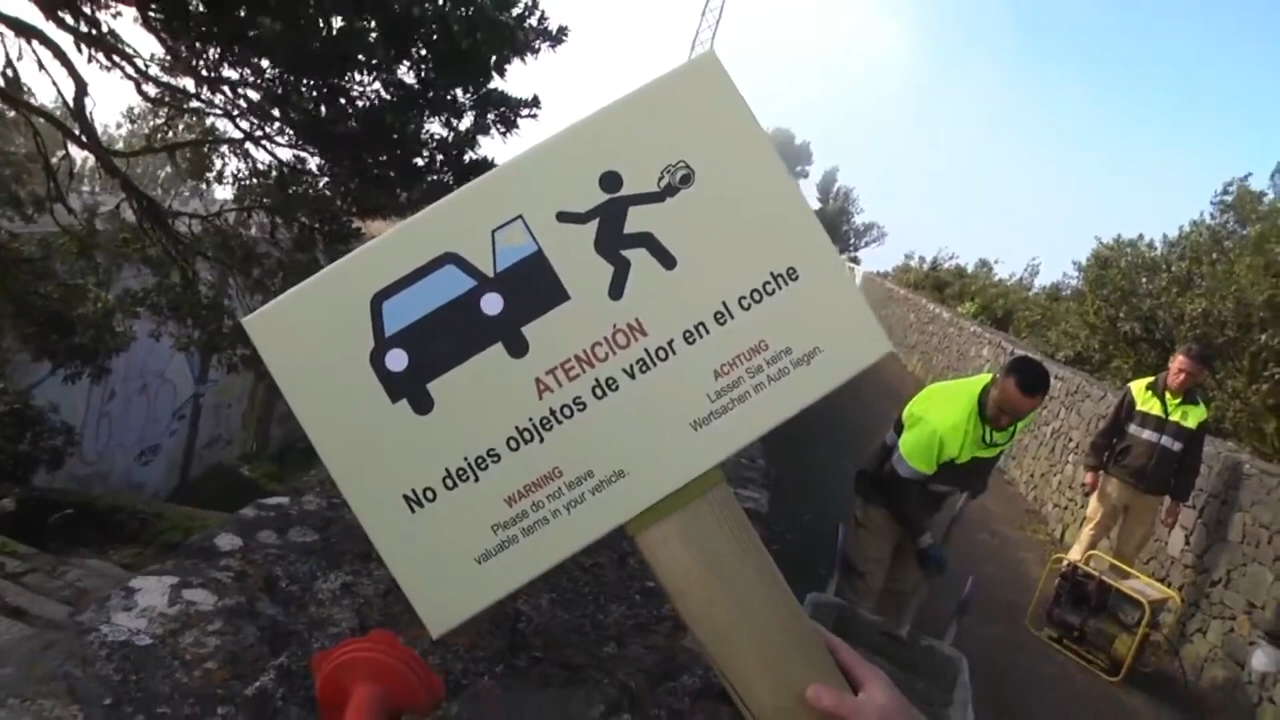 ATENCIÓN
No dejes objetos de valor en el coche
WARNING
Please do not leave
valuable items in your vehicle.
ACHTUNG
Lassen Sie keine
Wertsachen im Auto liegen.